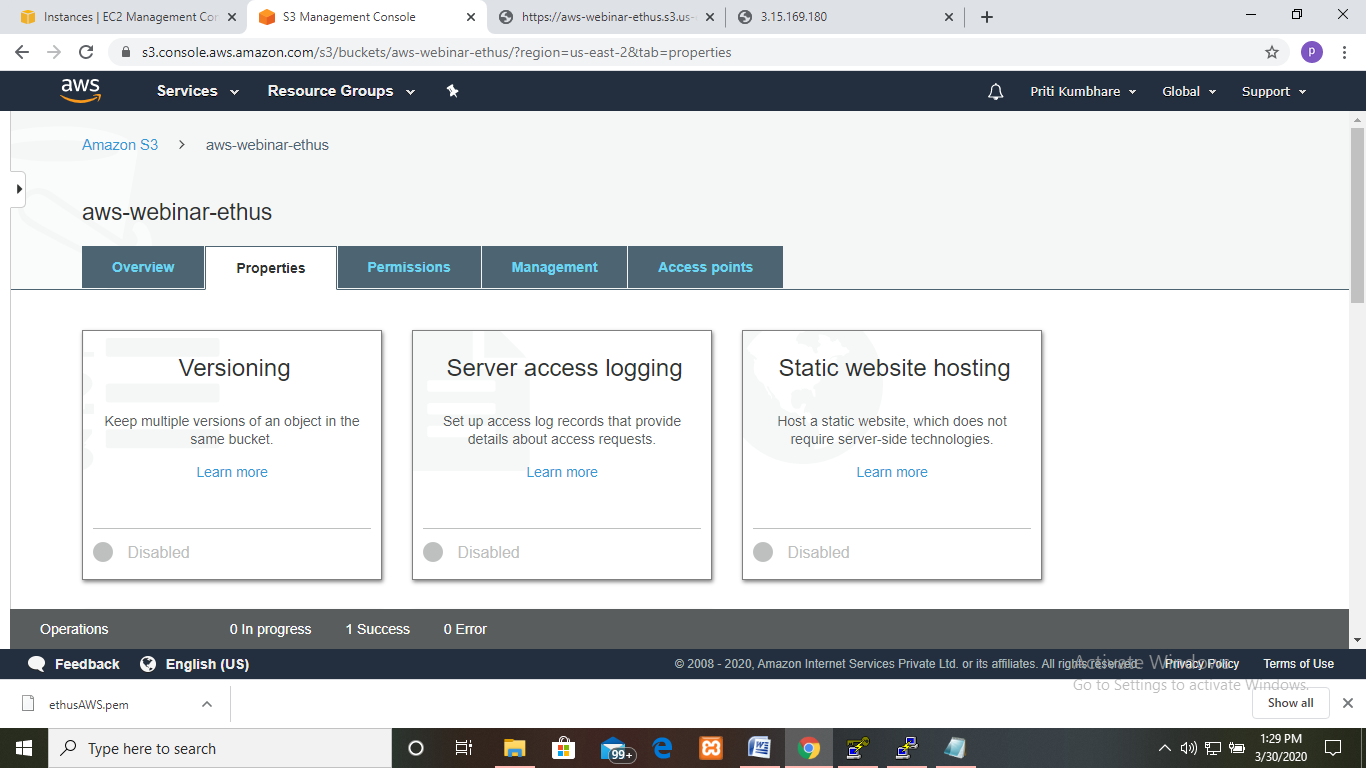 Instances | EC2 Management Con
S3 Management Console
https://aws-webinar-ethus.s3.us-
3.15.169.180
s3.console.aws.amazon.com/s3/buckets/aws-webinar-ethus/?region=us-east-2&tab=properties
P
aws
Services
Resource Groups
Priti Kumbhare
Global
Support
Amazon S3 > aws-webinar-ethus
aws-webinar-ethus
Overview
Properties
Permissions
Management
Access points
Versioning
Keep multiple versions of an object in the
same bucket.
Learn more
Disabled
Server access logging
Set up access log records that provide
details about access requests.
Learn more
Disabled
Static website hosting
Host a static website, which does not
require server-side technologies.
Learn more
Disabled
Operations
0 In progress
1 Success
0 Error
Feedback
English (US)
© 2008 - 2020, Amazon Internet Services Private Ltd. or its affiliates. All rights reserved.
Privacy Policy
Terms of Use
Activate Windows
Go to Settings to activate Windows.
ethusAWS.pem
Show all
Type here to search
99+
W
1:29 PM
3/30/2020